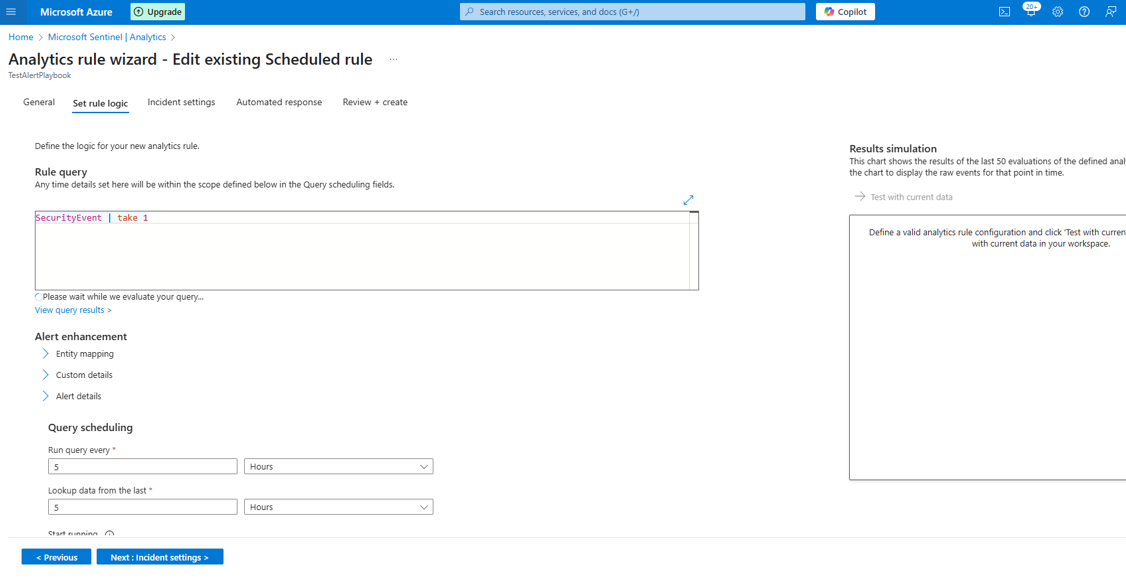 Microsoft Azure
Upgrade
Search resources, services, and docs (G+/)
Copilot
20+
Home > Microsoft Sentinel | Analytics >
Analytics rule wizard - Edit existing Scheduled rule ...
TestAlertPlaybook
General Set rule logic Incident settings Automated response Review + create
Define the logic for your new analytics rule.
Rule query
Any time details set here will be within the scope defined below in the Query scheduling fields.
SecurityEvent | take 1
Please wait while we evaluate your query...
View query results >
Alert enhancement
Entity mapping
Custom details
Alert details
Query scheduling
Run query every *
5 Hours
Lookup data from the last *
5 Hours
Start running
< Previous
Next : Incident settings >
Results simulation
This chart shows the results of the last 50 evaluations of the defined
the chart to display the raw events for that point in time.
Test with current data
Define a valid analytics rule configuration and click 'Test with
with current data in your workspace.